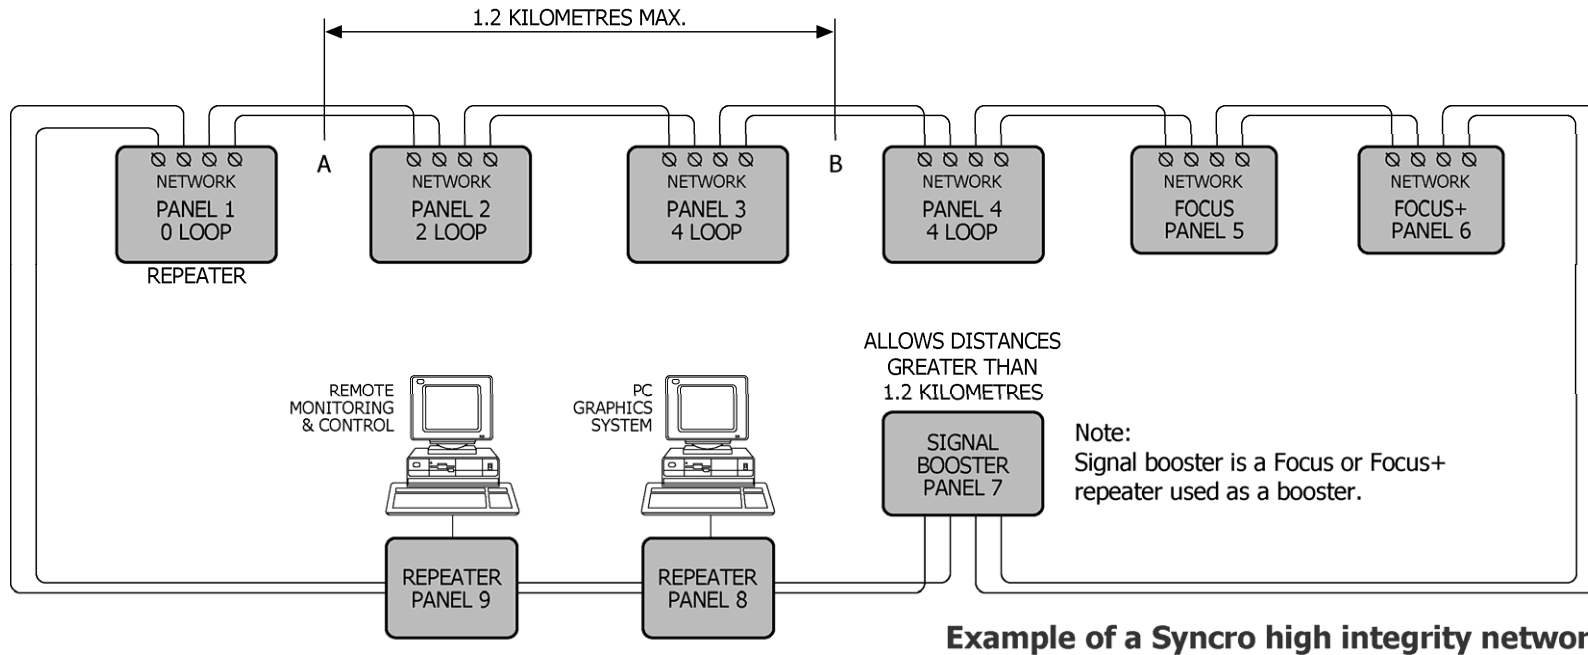 1.2 KILOMETRES MAX.
A
B
NETWORK
PANEL 1
0 LOOP
REPEATER
NETWORK
PANEL 2
2 LOOP
NETWORK
PANEL 3
4 LOOP
NETWORK
PANEL 4
4 LOOP
NETWORK
FOCUS
PANEL 5
NETWORK
FOCUS+
PANEL 6
REMOTE
MONITORING
& CONTROL
PC
GRAPHICS
SYSTEM
ALLOWS DISTANCES
GREATER THAN
1.2 KILOMETRES
SIGNAL
BOOSTER
PANEL 7
Note:
Signal booster is a Focus or Focus+
repeater used as a booster.
REPEATER
PANEL 9
REPEATER
PANEL 8
Example of a Syncro high integrity networ